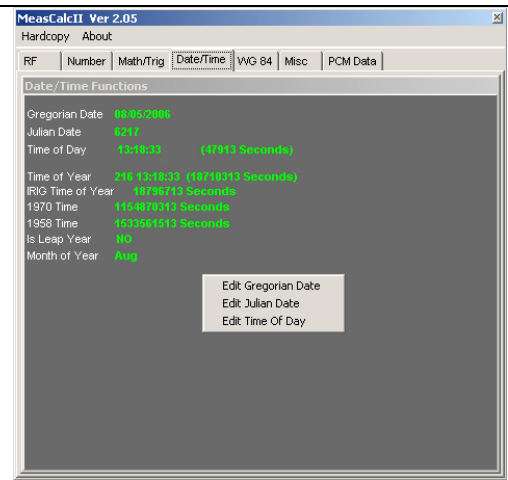 MeasCalcII Ver 2.05
Hardcopy About
RF Number Math/Trig Date/Time WG 84 Misc PCM Data
Date/Time Functions
Gregorian Date 08/05/2006
Julian Date 6217
Time of Day 13:18:33 (47913 Seconds)
Time of Year 216 13:18:33 (18710313 Seconds)
IRIG Time of Year 18796713 Seconds
1970 Time 1154870313 Seconds
1958 Time 1533561513 Seconds
Is Leap Year NO
Month of Year Aug
Edit Gregorian Date
Edit Julian Date
Edit Time Of Day